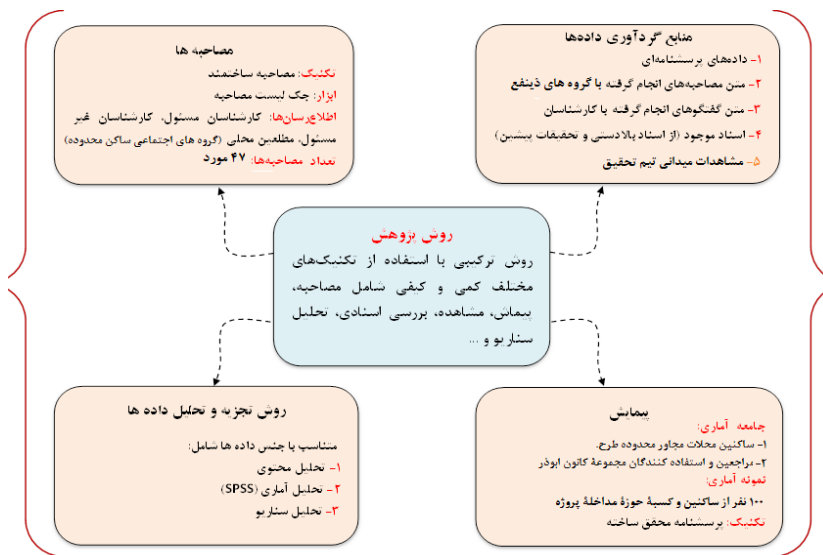 منابع گردآوری داده‌ها
۱- داده‌های پرسشنامه‌ای
۲- متن مصاحبه‌های انجام گرفته با گروه های ذینفع
۳- متن گفتگوهای انجام گرفته با کارشناسان
۴- اسناد موجود (از اسناد بالادستی و تحقیقات پیشین)
۵- مشاهدات میدانی تیم تحقیق
مصاحبه ها
تکنیک: مصاحبه ساختمند
ابزار: چک لیست مصاحبه
اطلاع‌رسان‌ها: کارشناسان مسئول، کارشناسان غیر
مسئول، مطلعین محلی (گروه های اجتماعی ساکن محدوده)
تعداد مصاحبه‌ها: ۴۷ مورد
روش پژوهش
روش ترکیبی با استفاده از تکنیک‌های
مختلف کمی و کیفی شامل مصاحبه،
پیماش، مشاهده، بررسی اسنادی، تحلیل
سناریو و ...
پیمایش
جامعه آماری:
۱- ساکنین محلات مجاور محدوده طرح.
۲- مراجعین و استفاده کنندگان مجموعۀ کانون ابوذر
نمونه آماری:
۱۰۰ نفر از ساکنین و کسبۀ حوزۀ مداخلۀ پروژه
تکنیک: پرسشنامه محقق ساخته
روش تجزیه و تحلیل داده ها
متناسب با جنس داده ها شامل:
۱- تحلیل محتوی
۲- تحلیل آماری (SPSS)
۳- تحلیل سناریو